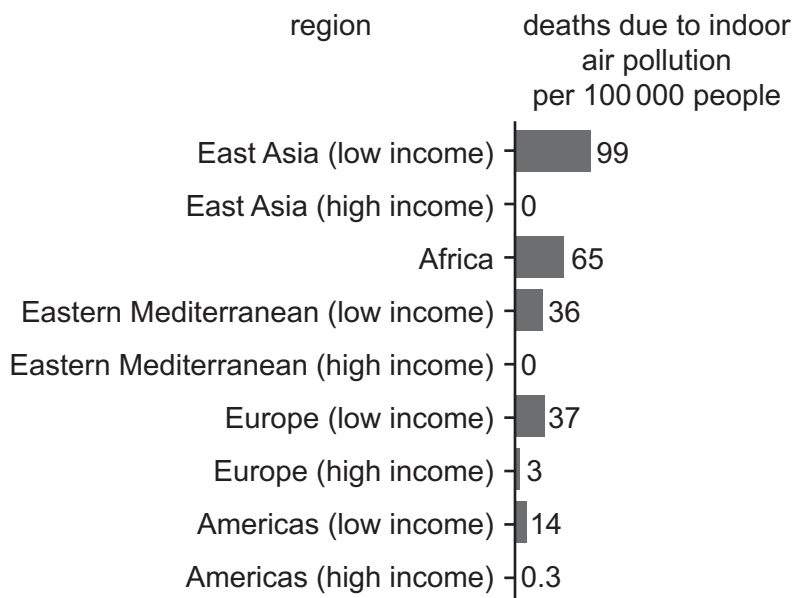 region
deaths due to indoor
air pollution
per 100 000 people
East Asia (low income) 99
East Asia (high income) 0
Africa 65
Eastern Mediterranean (low income) 36
Eastern Mediterranean (high income) 0
Europe (low income) 37
Europe (high income) 3
Americas (low income) 14
Americas (high income) 0.3